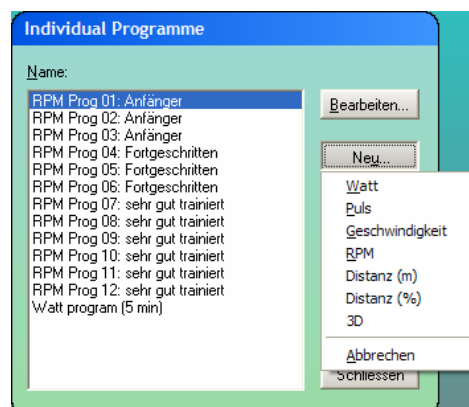 Individual Programme
Name:
RPM Prog 01: Anfänger
RPM Prog 02: Anfänger
RPM Prog 03: Anfänger
RPM Prog 04: Fortgeschritten
RPM Prog 05: Fortgeschritten
RPM Prog 06: Fortgeschritten
RPM Prog 07: sehr gut trainiert
RPM Prog 08: sehr gut trainiert
RPM Prog 09: sehr gut trainiert
RPM Prog 10: sehr gut trainiert
RPM Prog 11: sehr gut trainiert
RPM Prog 12: sehr gut trainiert
Watt program (5 min)
Bearbeiten...
Neu...
Watt
Puls
Geschwindigkeit
RPM
Distanz (m)
Distanz (%)
3D
Abbrechen
Schliessen